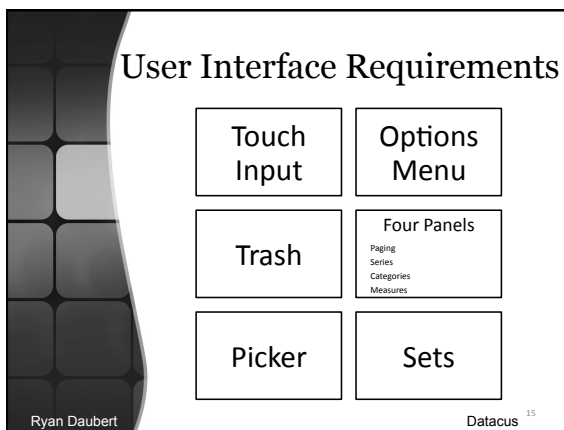 User Interface Requirements
Touch
Input
Options
Menu
Trash
Four Panels
Paging
Series
Categories
Measures
Picker
Sets
Ryan Daubert
Datacus
15